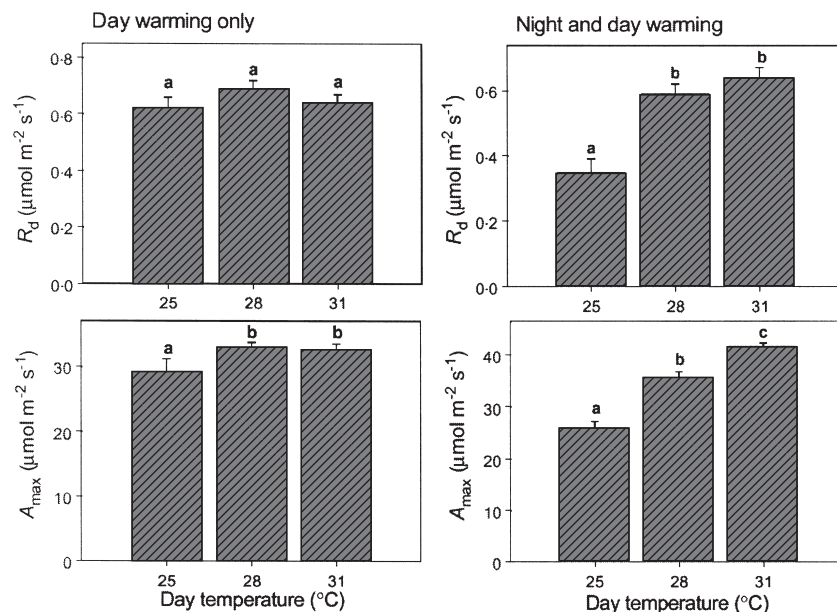 Day warming only
Night and day warming
0·8
0·6
0·4
0·2
0·0
R_d (μmol m⁻² s⁻¹)
a
a
a
25
28
31
0·6
0·4
0·2
0·0
R_d (μmol m⁻² s⁻¹)
a
b
b
25
28
31
30
20
10
0
A_max (μmol m⁻² s⁻¹)
a
b
b
25
28
31
Day temperature (°C)
40
30
20
10
0
A_max (μmol m⁻² s⁻¹)
a
b
c
25
28
31
Day temperature (°C)